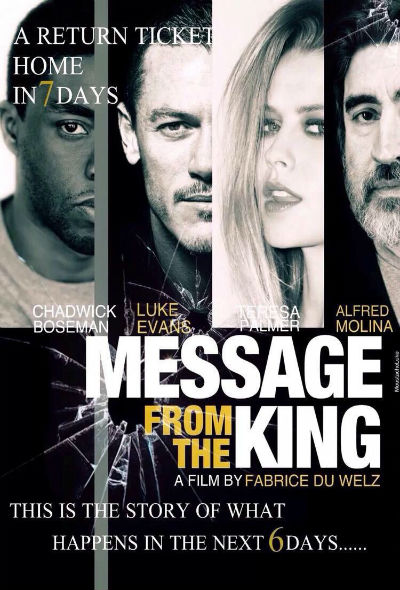 A RETURN TICKET
HOME
IN 7 DAYS
CHADWICK
BOSEMAN
LUKE
EVANS
TERESA
PALMER
ALFRED
MOLINA
MESSAGE
FROM
THE
KING
A FILM BY FABRICE DU WELZ
THIS IS THE STORY OF WHAT
HAPPENS IN THE NEXT 6 DAYS......